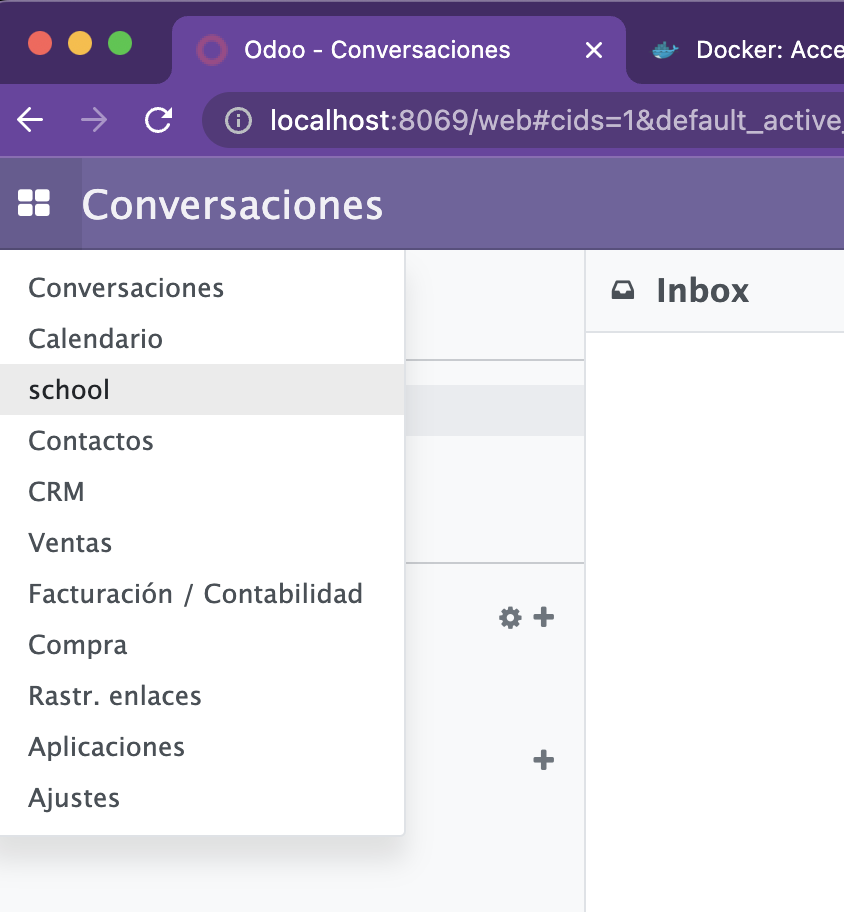 Odoo - Conversaciones
Docker: Acce
localhost:8069/web#cids=1&default_active_
Conversaciones
Conversaciones
Calendario
school
Contactos
CRM
Ventas
Facturación / Contabilidad
Compra
Rastr. enlaces
Aplicaciones
Ajustes
Inbox